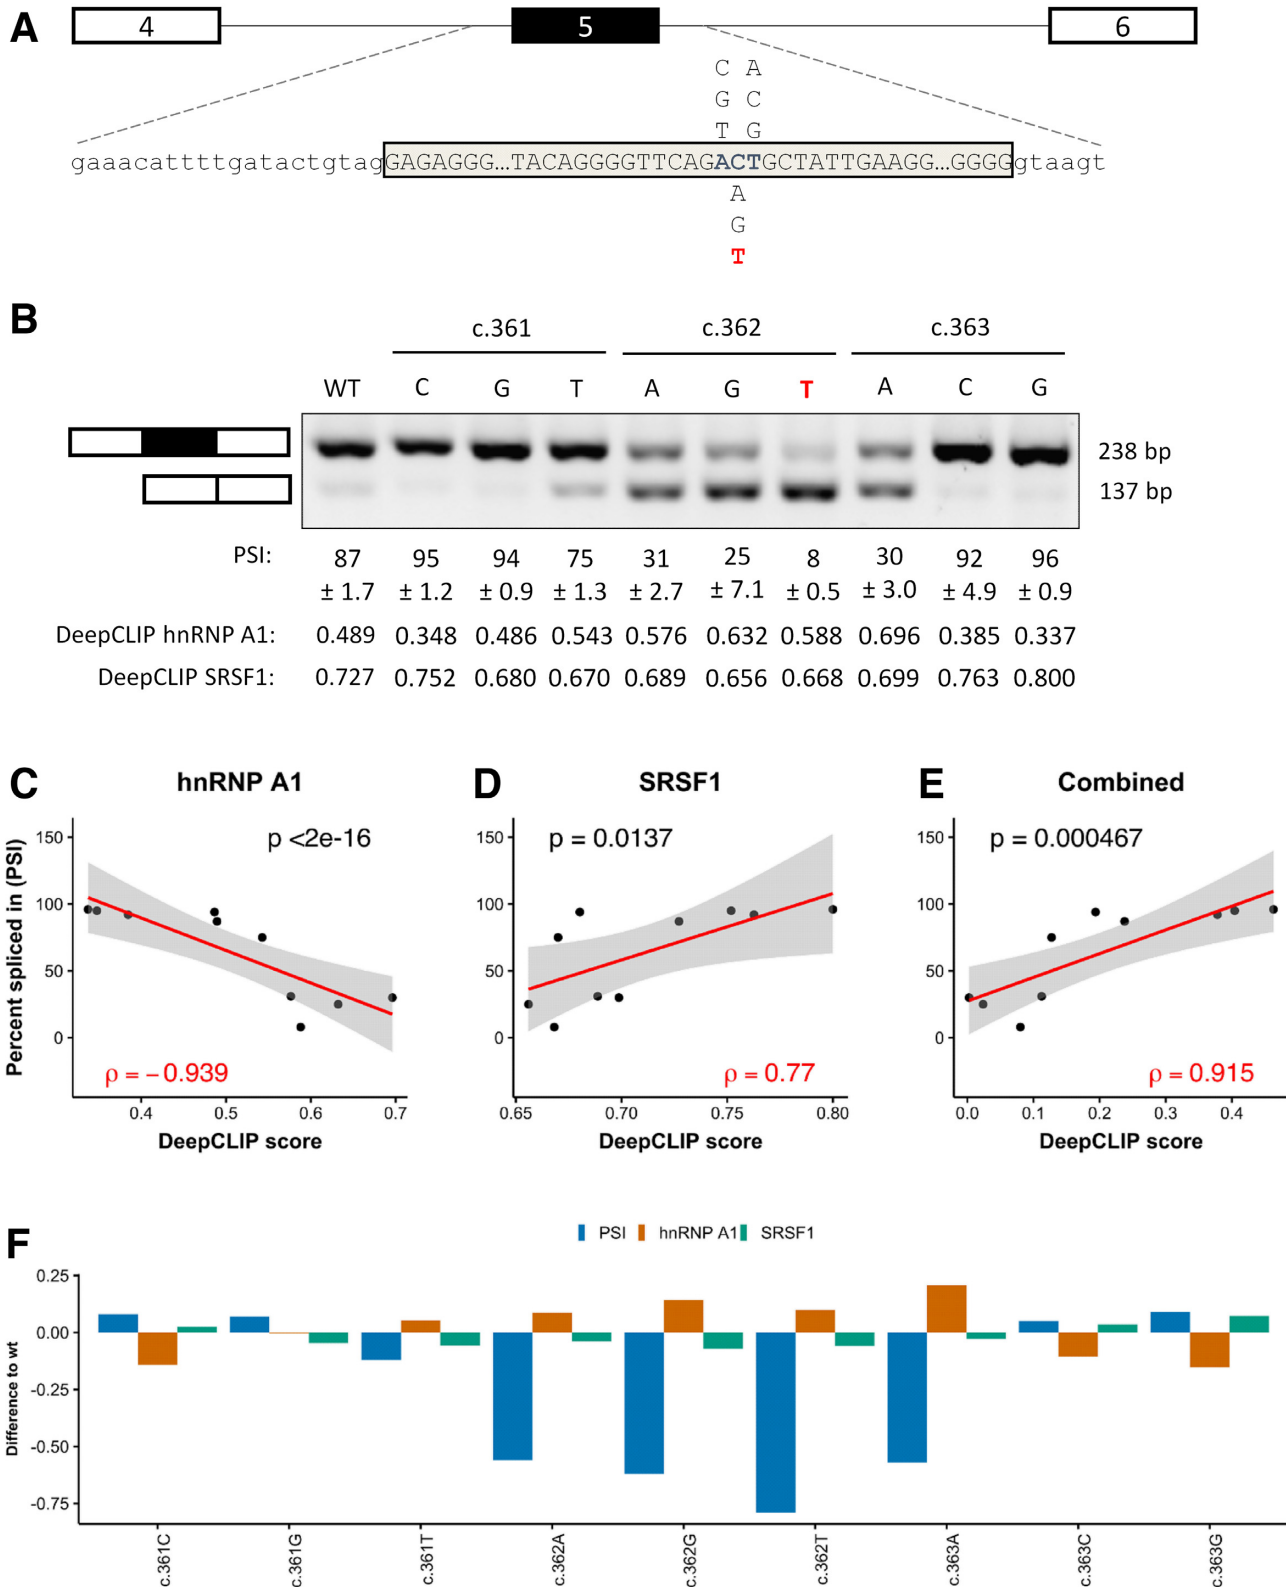 A
4 5 6
C A
G C
T G
gaaacattttgatactgtagGAGAGGG...TACAGGGGTTCAGACTGCTATTGAAGG...GGGGgtaagt
A
G
T
B
c.361 c.362 c.363
WT C G T A G T A C G
238 bp
137 bp
PSI: 87 95 94 75 31 25 8 30 92 96
± 1.7 ± 1.2 ± 0.9 ± 1.3 ± 2.7 ± 7.1 ± 0.5 ± 3.0 ± 4.9 ± 0.9
DeepCLIP hnRNP A1: 0.489 0.348 0.486 0.543 0.576 0.632 0.588 0.696 0.385 0.337
DeepCLIP SRSF1: 0.727 0.752 0.680 0.670 0.689 0.656 0.668 0.699 0.763 0.800
C hnRNP A1
Percent spliced in (PSI)
150
100
50
0
p <2e-16
ρ = −0.939
0.4 0.5 0.6 0.7
DeepCLIP score
D SRSF1
150
100
50
0
p = 0.0137
ρ = 0.77
0.65 0.70 0.75 0.80
DeepCLIP score
E Combined
150
100
50
0
p = 0.000467
ρ = 0.915
0.0 0.1 0.2 0.3 0.4
DeepCLIP score
F
PSI hnRNP A1 SRSF1
Difference to wt
0.25
0.00
-0.25
-0.50
-0.75
c.361C c.361G c.361T c.362A c.362G c.362T c.363A c.363C c.363G